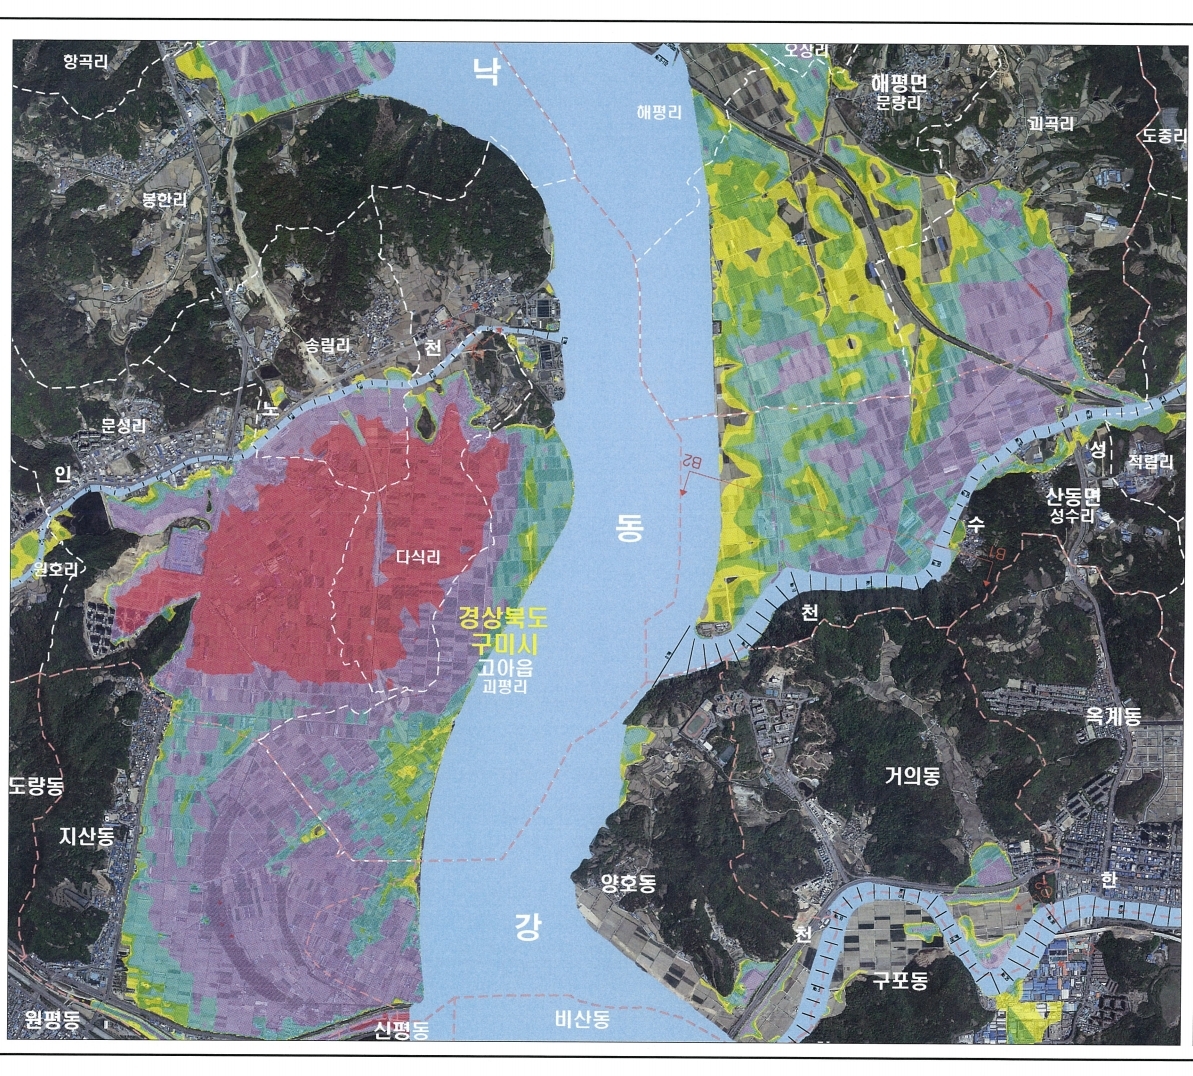 오상리
항곡리
낙
해평면
문량리
해평리
괴곡리
도중리
봉한리
송림리
천
노
문성리
인
B2
성
적림리
산동면
성수리
수
동
다식리
B1
원호리
경상북도
구미시
고아읍
괴평리
천
옥계동
도량동
거의동
지산동
양호동
한
강
천
구포동
원평동
신평동
비산동